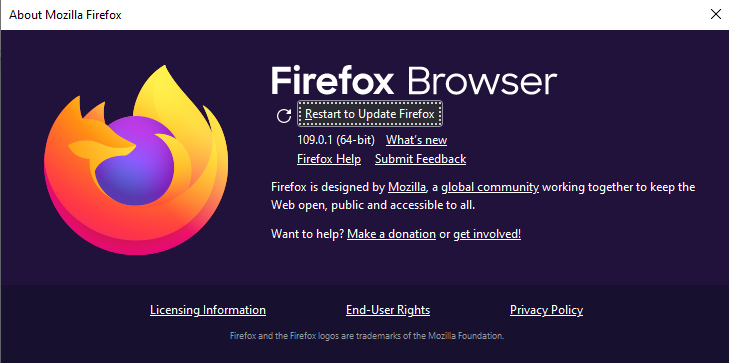 About Mozilla Firefox
Firefox Browser
Restart to Update Firefox
109.0.1 (64-bit) What's new
Firefox Help Submit Feedback
Firefox is designed by Mozilla, a global community working together to keep the
Web open, public and accessible to all.
Want to help? Make a donation or get involved!
Licensing Information End-User Rights Privacy Policy
Firefox and the Firefox logos are trademarks of the Mozilla Foundation.